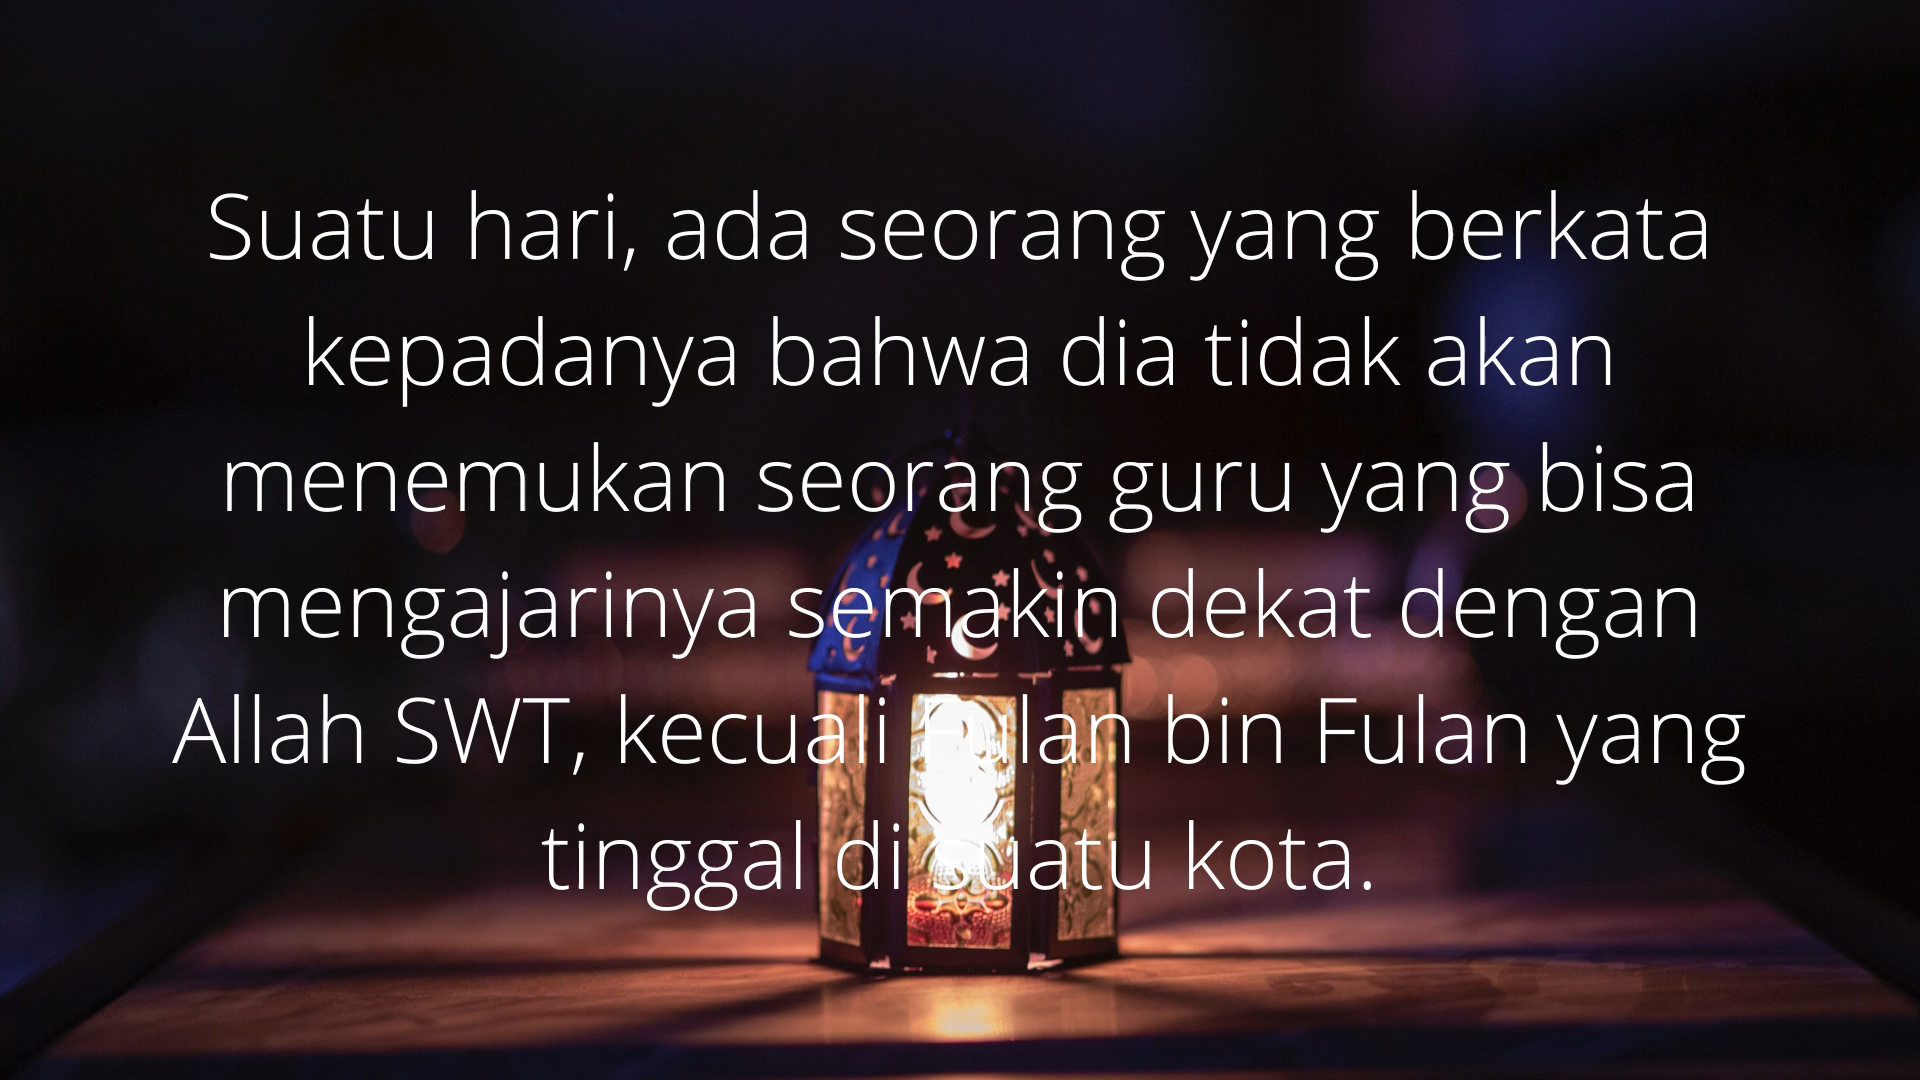 Suatu hari, ada seorang yang berkata
kepadanya bahwa dia tidak akan
menemukan seorang guru yang bisa
mengajarinya semakin dekat dengan
Allah SWT, kecuali Fulan bin Fulan yang
tinggal di suatu kota.